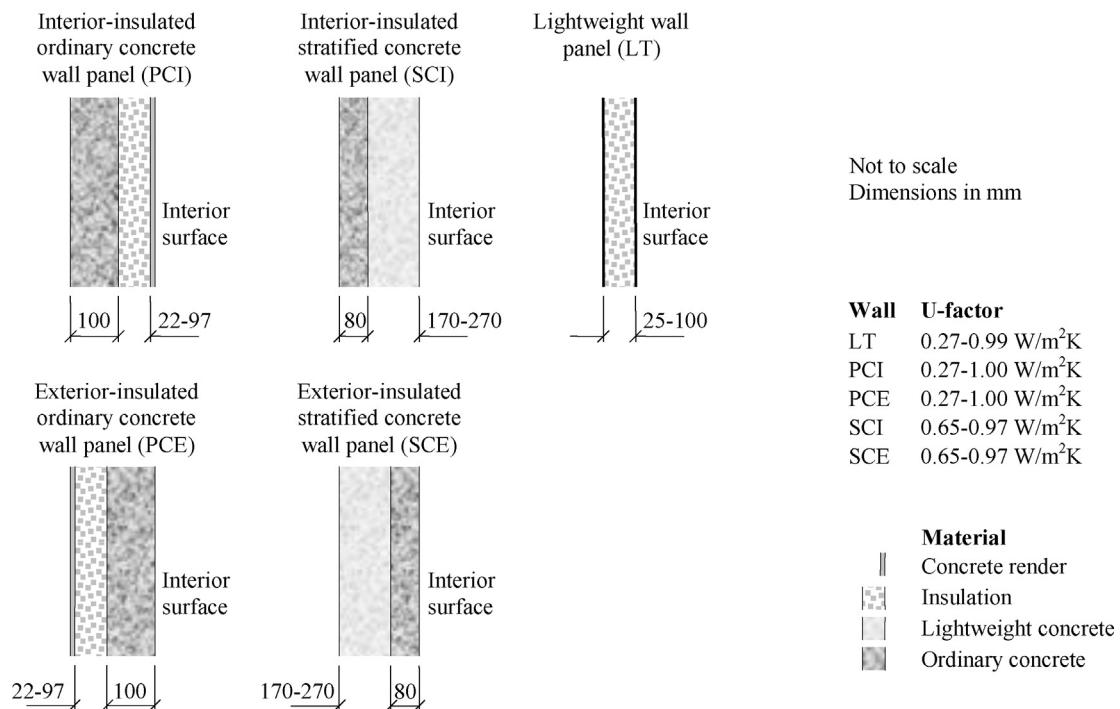 Interior-insulated
ordinary concrete
wall panel (PCI)
Interior
surface
100
22-97
Interior-insulated
stratified concrete
wall panel (SCI)
Interior
surface
80
170-270
Lightweight wall
panel (LT)
Interior
surface
25-100
Exterior-insulated
ordinary concrete
wall panel (PCE)
Interior
surface
22-97
100
Exterior-insulated
stratified concrete
wall panel (SCE)
Interior
surface
170-270
80
Not to scale
Dimensions in mm
Wall U-factor
LT 0.27-0.99 W/m²K
PCI 0.27-1.00 W/m²K
PCE 0.27-1.00 W/m²K
SCI 0.65-0.97 W/m²K
SCE 0.65-0.97 W/m²K
Material
Concrete render
Insulation
Lightweight concrete
Ordinary concrete